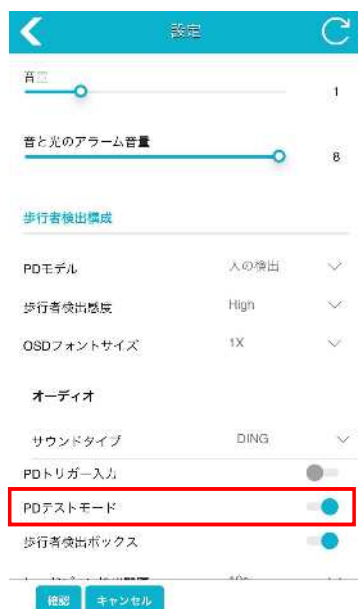 設定
音量
1
音と光のアラーム音量
8
歩行者検出構成
PDモデル 人の検出
歩行者検出感度 High
OSDフォントサイズ 1X
オーディオ
サウンドタイプ DING
PDトリガー入力
PDテストモード
歩行者検出ボックス
確認 キャンセル